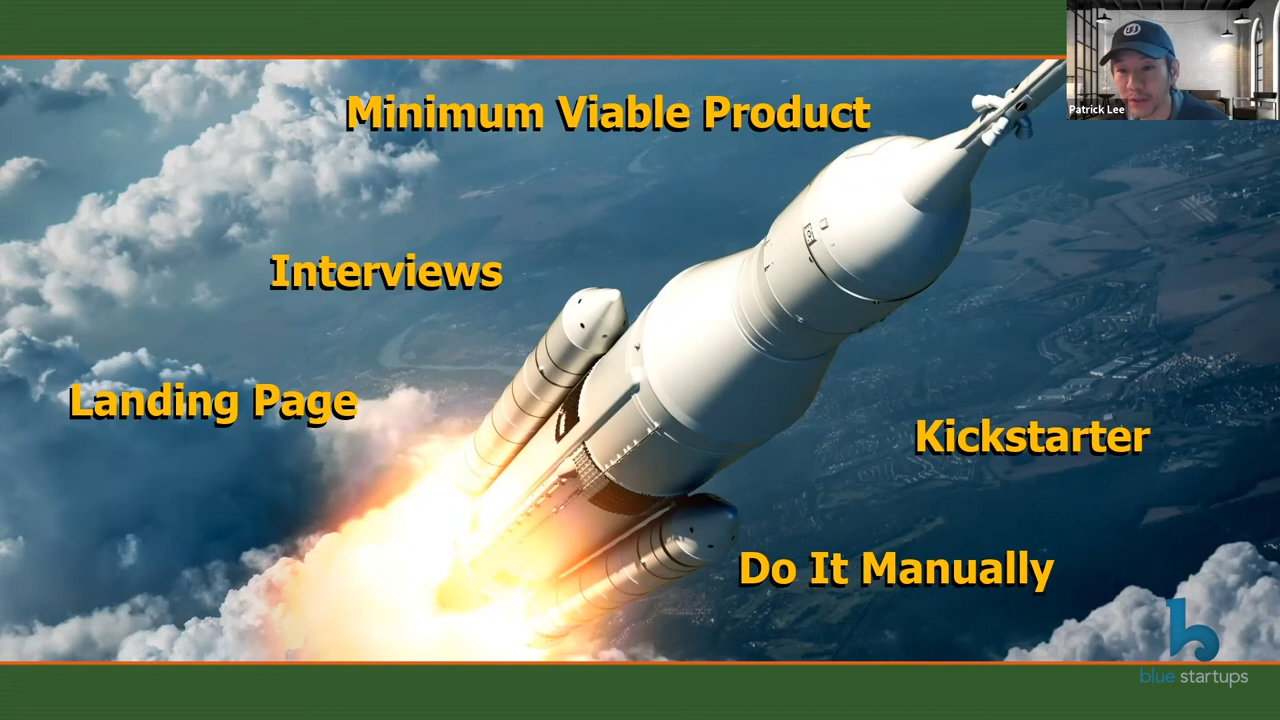 Minimum Viable Product
Patrick Lee
Interviews
Landing Page
Kickstarter
Do It Manually
blue startups